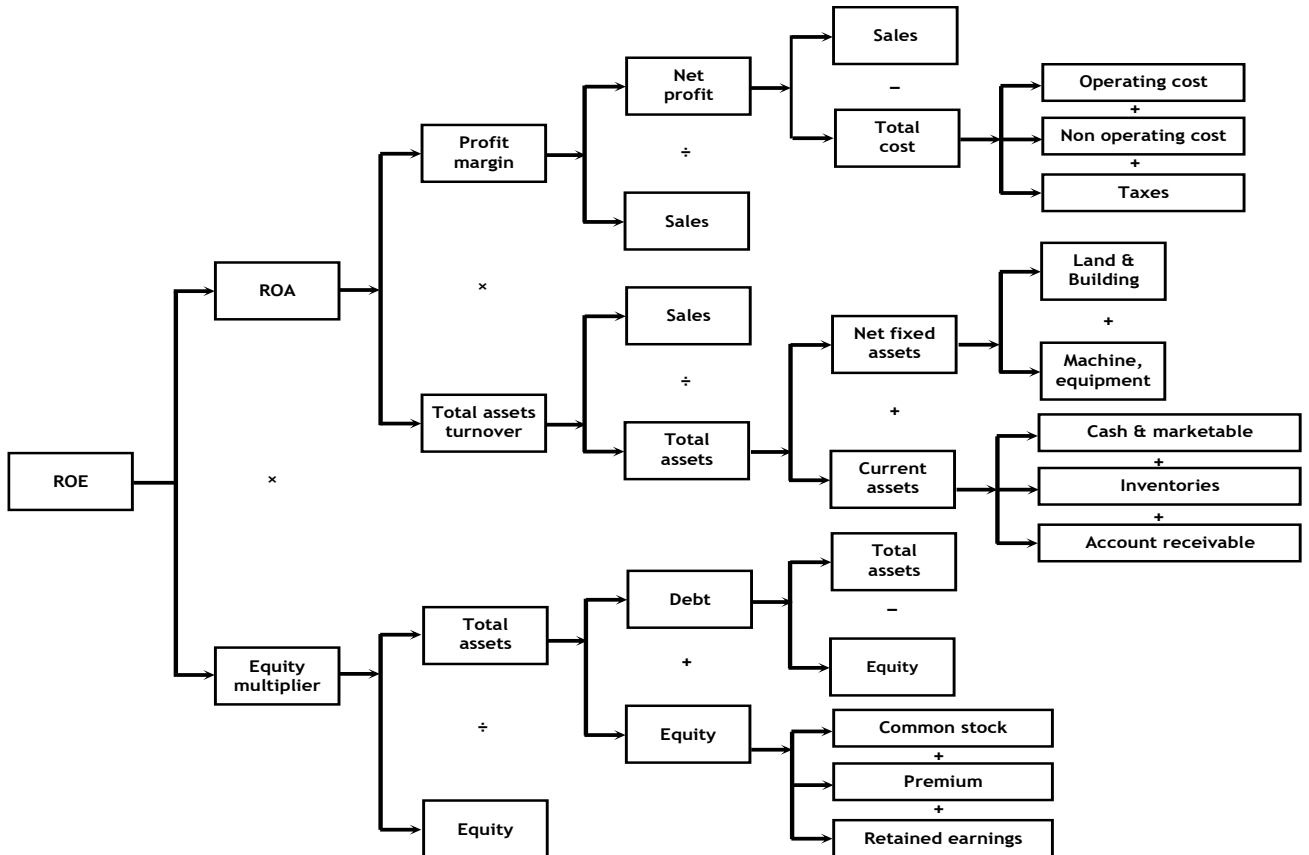 Sales
Net
profit
–
Operating cost
+
Total
cost
Non operating cost
+
Taxes
Profit
margin
÷
Sales
Land &
Building
ROA
×
Sales
Net fixed
assets
+
Machine,
equipment
÷
Total assets
turnover
+
Total
assets
Cash & marketable
+
Current
assets
Inventories
+
Account receivable
ROE
×
Total
assets
Debt
–
Total
assets
+
Equity
Equity
multiplier
÷
Equity
Common stock
+
Premium
+
Retained earnings
Equity